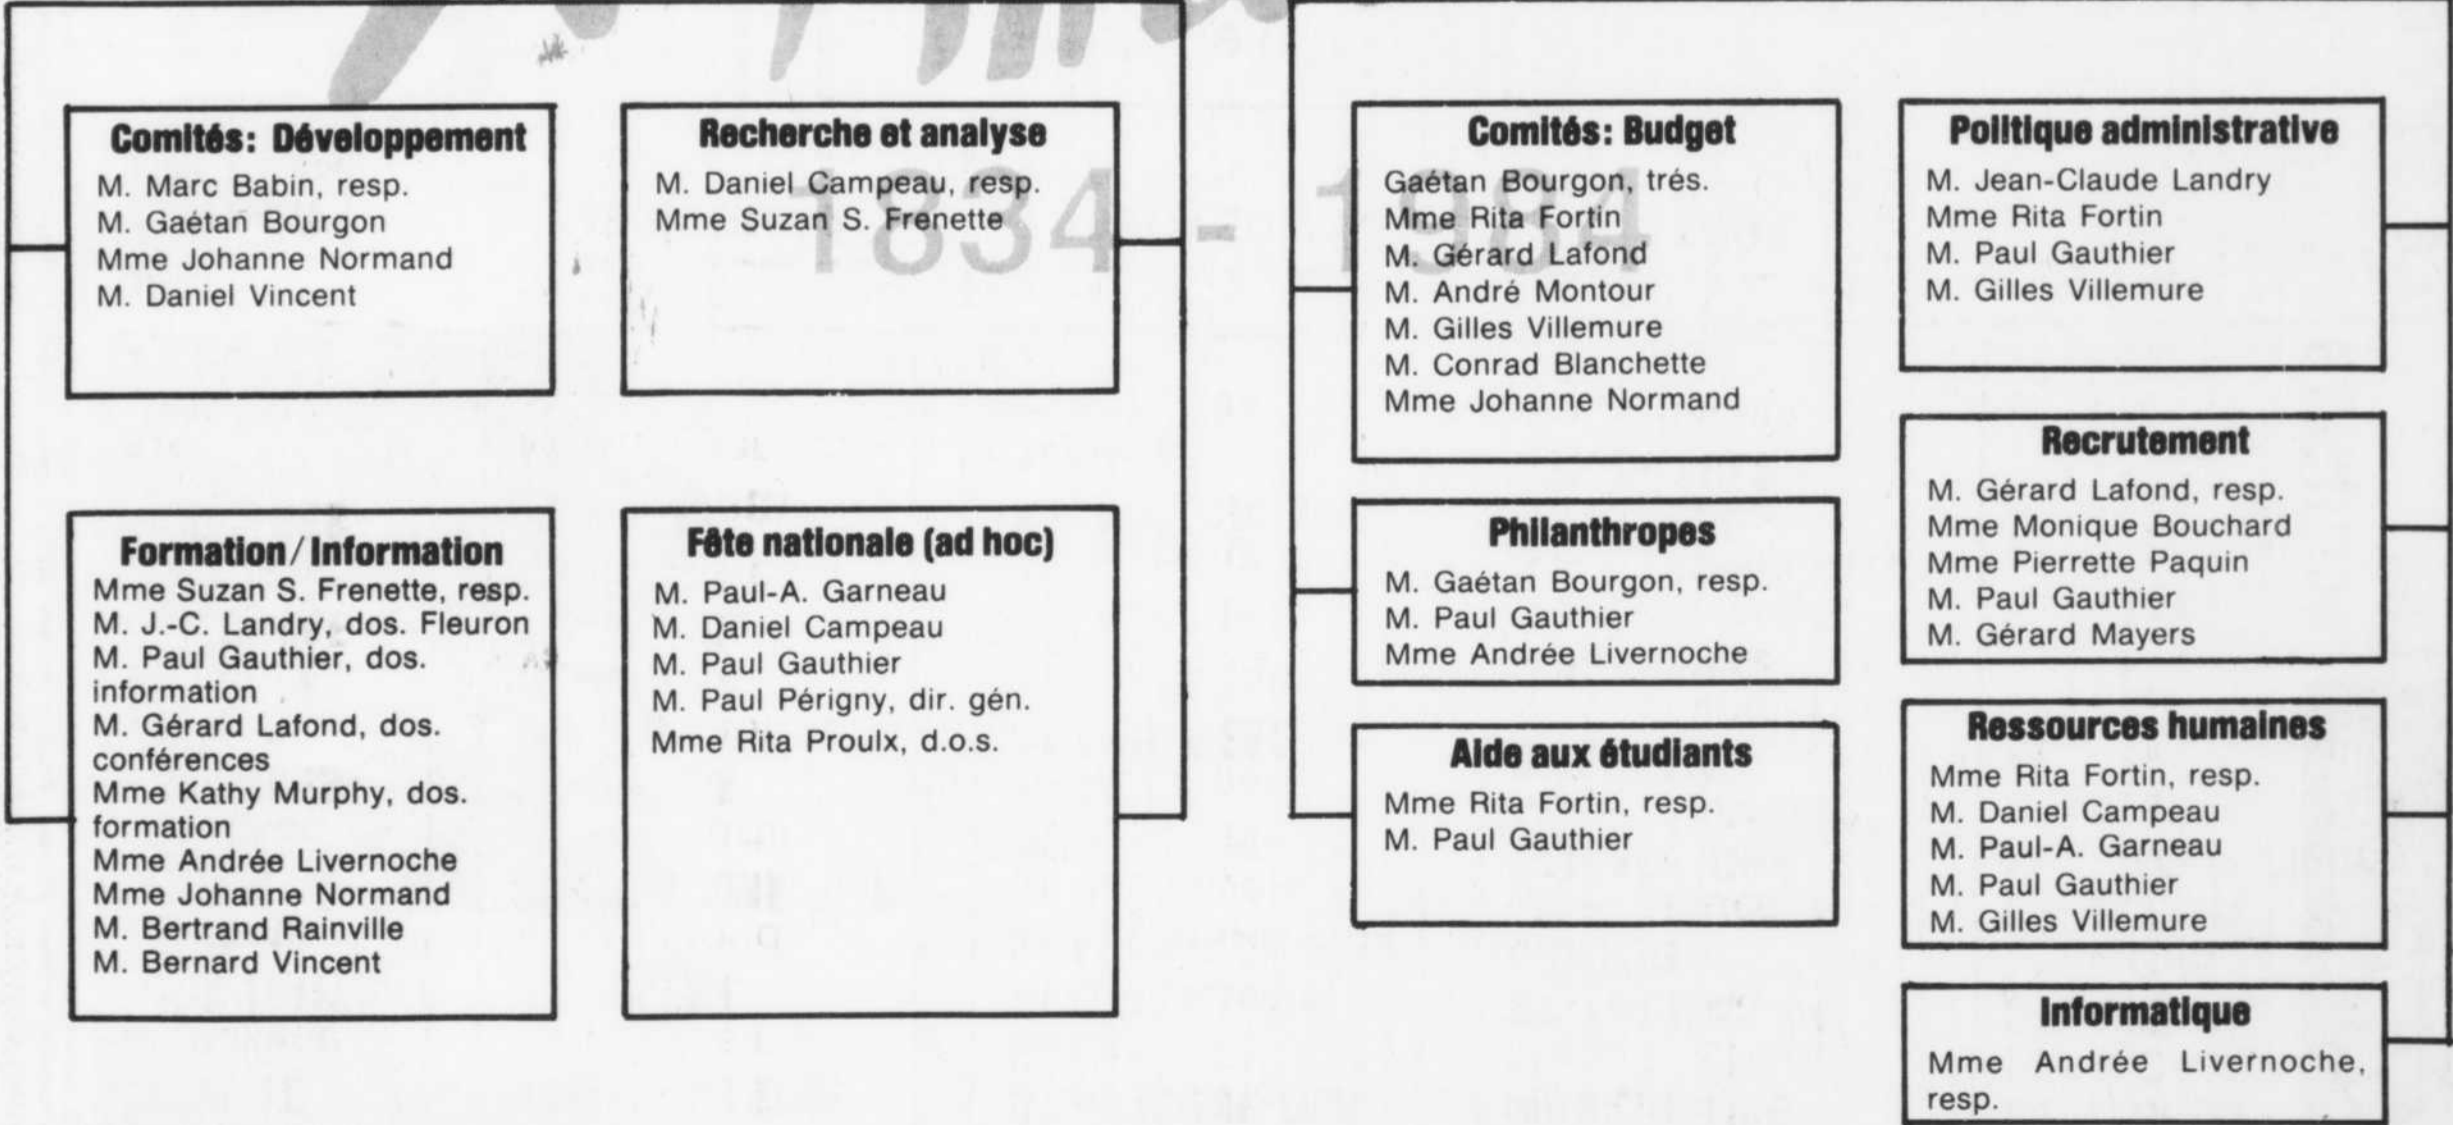 Comités: Développement
M. Marc Babin, resp.
M. Gaétan Bourgon
Mme Johanne Normand
M. Daniel Vincent
Recherche et analyse
M. Daniel Campeau, resp.
Mme Suzan S. Frenette
Formation/Information
Mme Suzan S. Frenette, resp.
M. J.-C. Landry, dos. Fleuron
M. Paul Gauthier, dos.
information
M. Gérard Lafond, dos.
conférences
Mme Kathy Murphy, dos.
formation
Mme Andrée Livernoche
Mme Johanne Normand
M. Bertrand Rainville
M. Bernard Vincent
Fête nationale (ad hoc)
M. Paul-A. Garneau
M. Daniel Campeau
M. Paul Gauthier
M. Paul Périgny, dir. gén.
Mme Rita Proulx, d.o.s.
1834 - 1984
Comités: Budget
Gaétan Bourgon, trés.
Mme Rita Fortin
M. Gérard Lafond
M. André Montour
M. Gilles Villemure
M. Conrad Blanchette
Mme Johanne Normand
Philanthropes
M. Gaétan Bourgon, resp.
M. Paul Gauthier
Mme Andrée Livernoche
Aide aux étudiants
Mme Rita Fortin, resp.
M. Paul Gauthier
Politique administrative
M. Jean-Claude Landry
Mme Rita Fortin
M. Paul Gauthier
M. Gilles Villemure
Recrutement
M. Gérard Lafond, resp.
Mme Monique Bouchard
Mme Pierrette Paquin
M. Paul Gauthier
M. Gérard Mayers
Ressources humaines
Mme Rita Fortin, resp.
M. Daniel Campeau
M. Paul-A. Garneau
M. Paul Gauthier
M. Gilles Villemure
Informatique
Mme Andrée Livernoche,
resp.